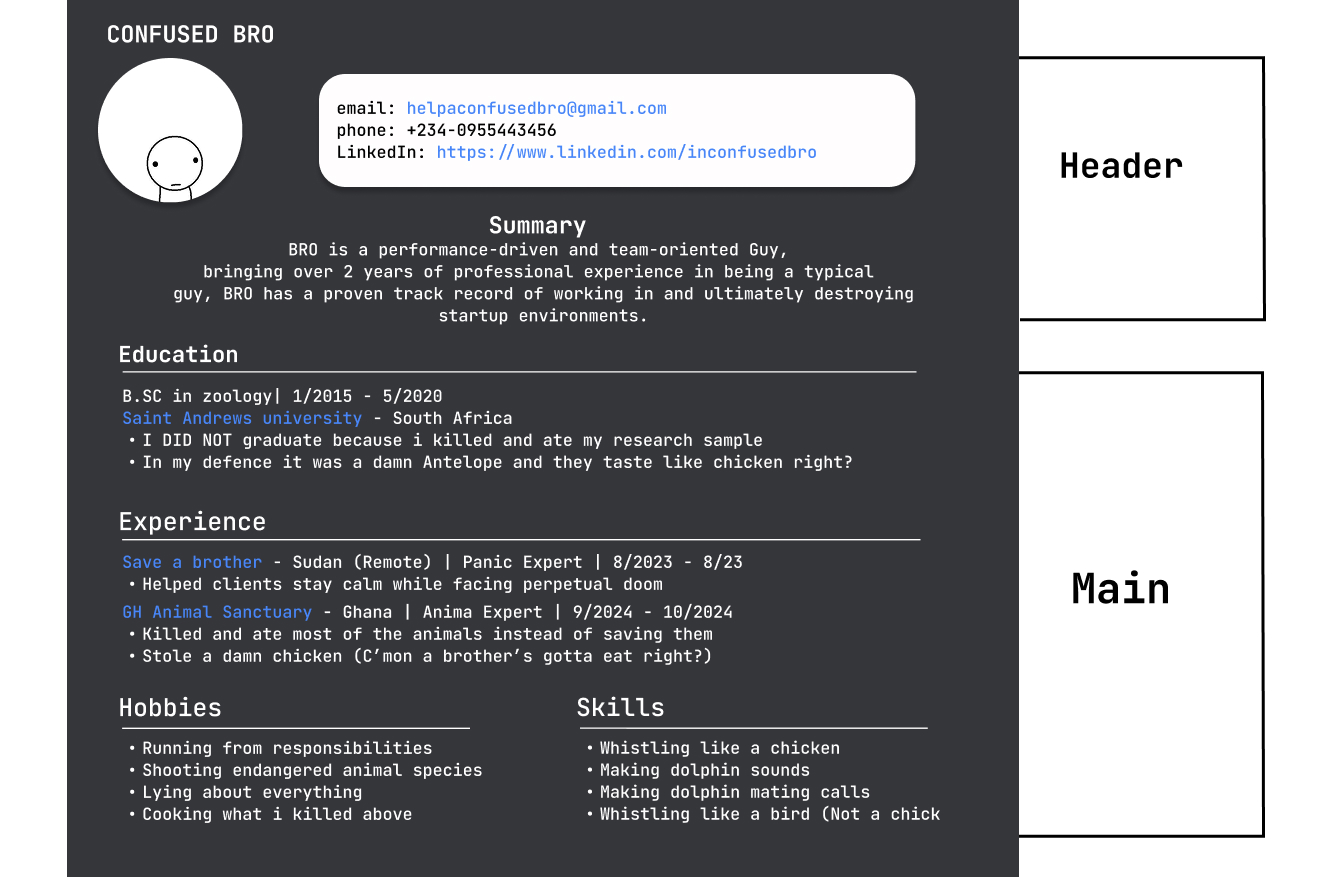 CONFUSED BRO
email: helpaconfusedbro@gmail.com
phone: +234-0955443456
LinkedIn: https://www.linkedin.com/inconfusedbro
Header
Summary
BRO is a performance-driven and team-oriented Guy,
bringing over 2 years of professional experience in being a typical
guy, BRO has a proven track record of working in and ultimately destroying
startup environments.
Education
B.SC in zoology| 1/2015 - 5/2020
Saint Andrews university - South Africa
• I DID NOT graduate because i killed and ate my research sample
• In my defence it was a damn Antelope and they taste like chicken right?
Experience
Save a brother - Sudan (Remote) | Panic Expert | 8/2023 - 8/23
• Helped clients stay calm while facing perpetual doom
GH Animal Sanctuary - Ghana | Anima Expert | 9/2024 - 10/2024
• Killed and ate most of the animals instead of saving them
• Stole a damn chicken (C’mon a brother’s gotta eat right?)
Main
Hobbies
• Running from responsibilities
• Shooting endangered animal species
• Lying about everything
• Cooking what i killed above
Skills
• Whistling like a chicken
• Making dolphin sounds
• Making dolphin mating calls
• Whistling like a bird (Not a chick